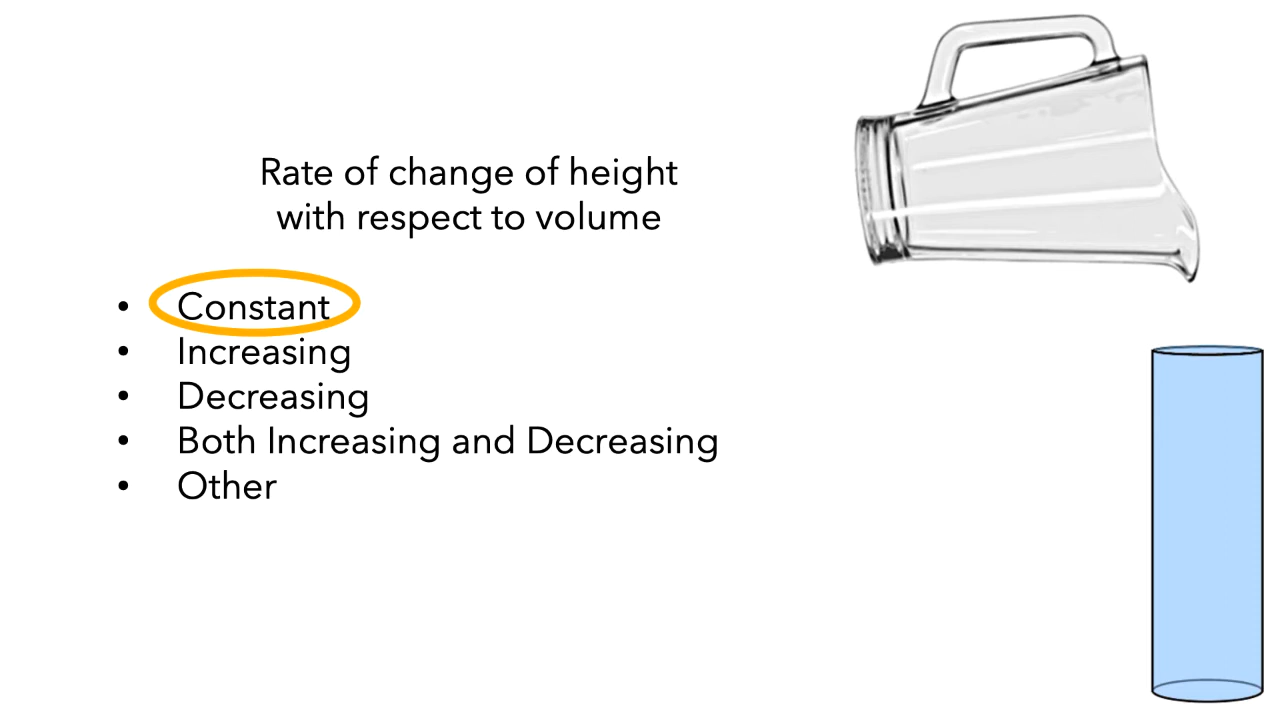 Rate of change of height
with respect to volume
• Constant
• Increasing
• Decreasing
• Both Increasing and Decreasing
• Other